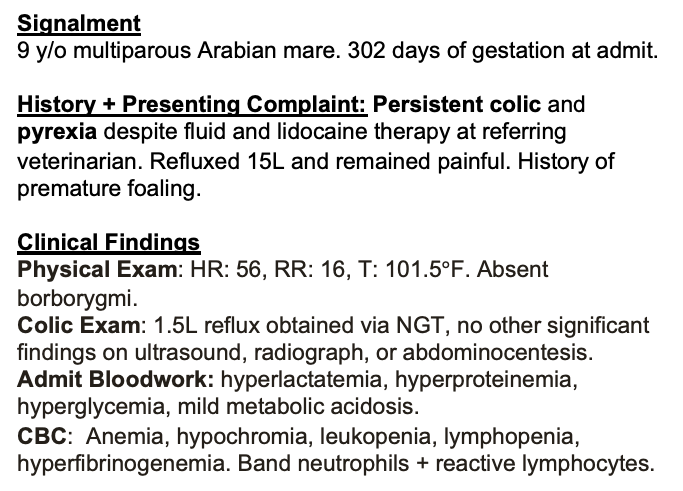 Signalment
9 y/o multiparous Arabian mare. 302 days of gestation at admit.
History + Presenting Complaint: Persistent colic and
pyrexia despite fluid and lidocaine therapy at referring
veterinarian. Refluxed 15L and remained painful. History of
premature foaling.
Clinical Findings
Physical Exam: HR: 56, RR: 16, T: 101.5°F. Absent
borborygmi.
Colic Exam: 1.5L reflux obtained via NGT, no other significant
findings on ultrasound, radiograph, or abdominocentesis.
Admit Bloodwork: hyperlactatemia, hyperproteinemia,
hyperglycemia, mild metabolic acidosis.
CBC:  Anemia, hypochromia, leukopenia, lymphopenia,
hyperfibrinogenemia. Band neutrophils + reactive lymphocytes.